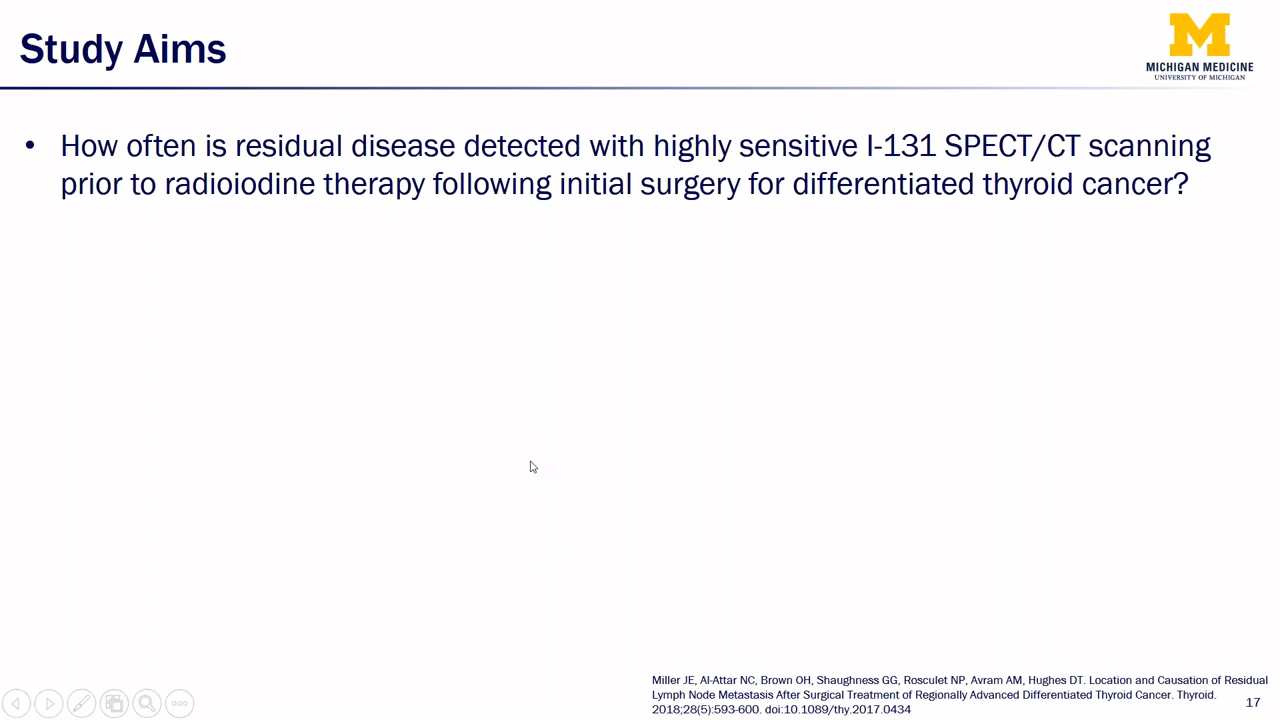 Study Aims
MICHIGAN MEDICINE
UNIVERSITY OF MICHIGAN
• How often is residual disease detected with highly sensitive I-131 SPECT/CT scanning
prior to radioiodine therapy following initial surgery for differentiated thyroid cancer?
Miller JE, Al-Attar NC, Brown OH, Shaughness GG, Rosculet NP, Avram AM, Hughes DT. Location and Causation of Residual
Lymph Node Metastasis After Surgical Treatment of Regionally Advanced Differentiated Thyroid Cancer. Thyroid.
2018;28(5):593-600. doi:10.1089/thy.2017.0434
17